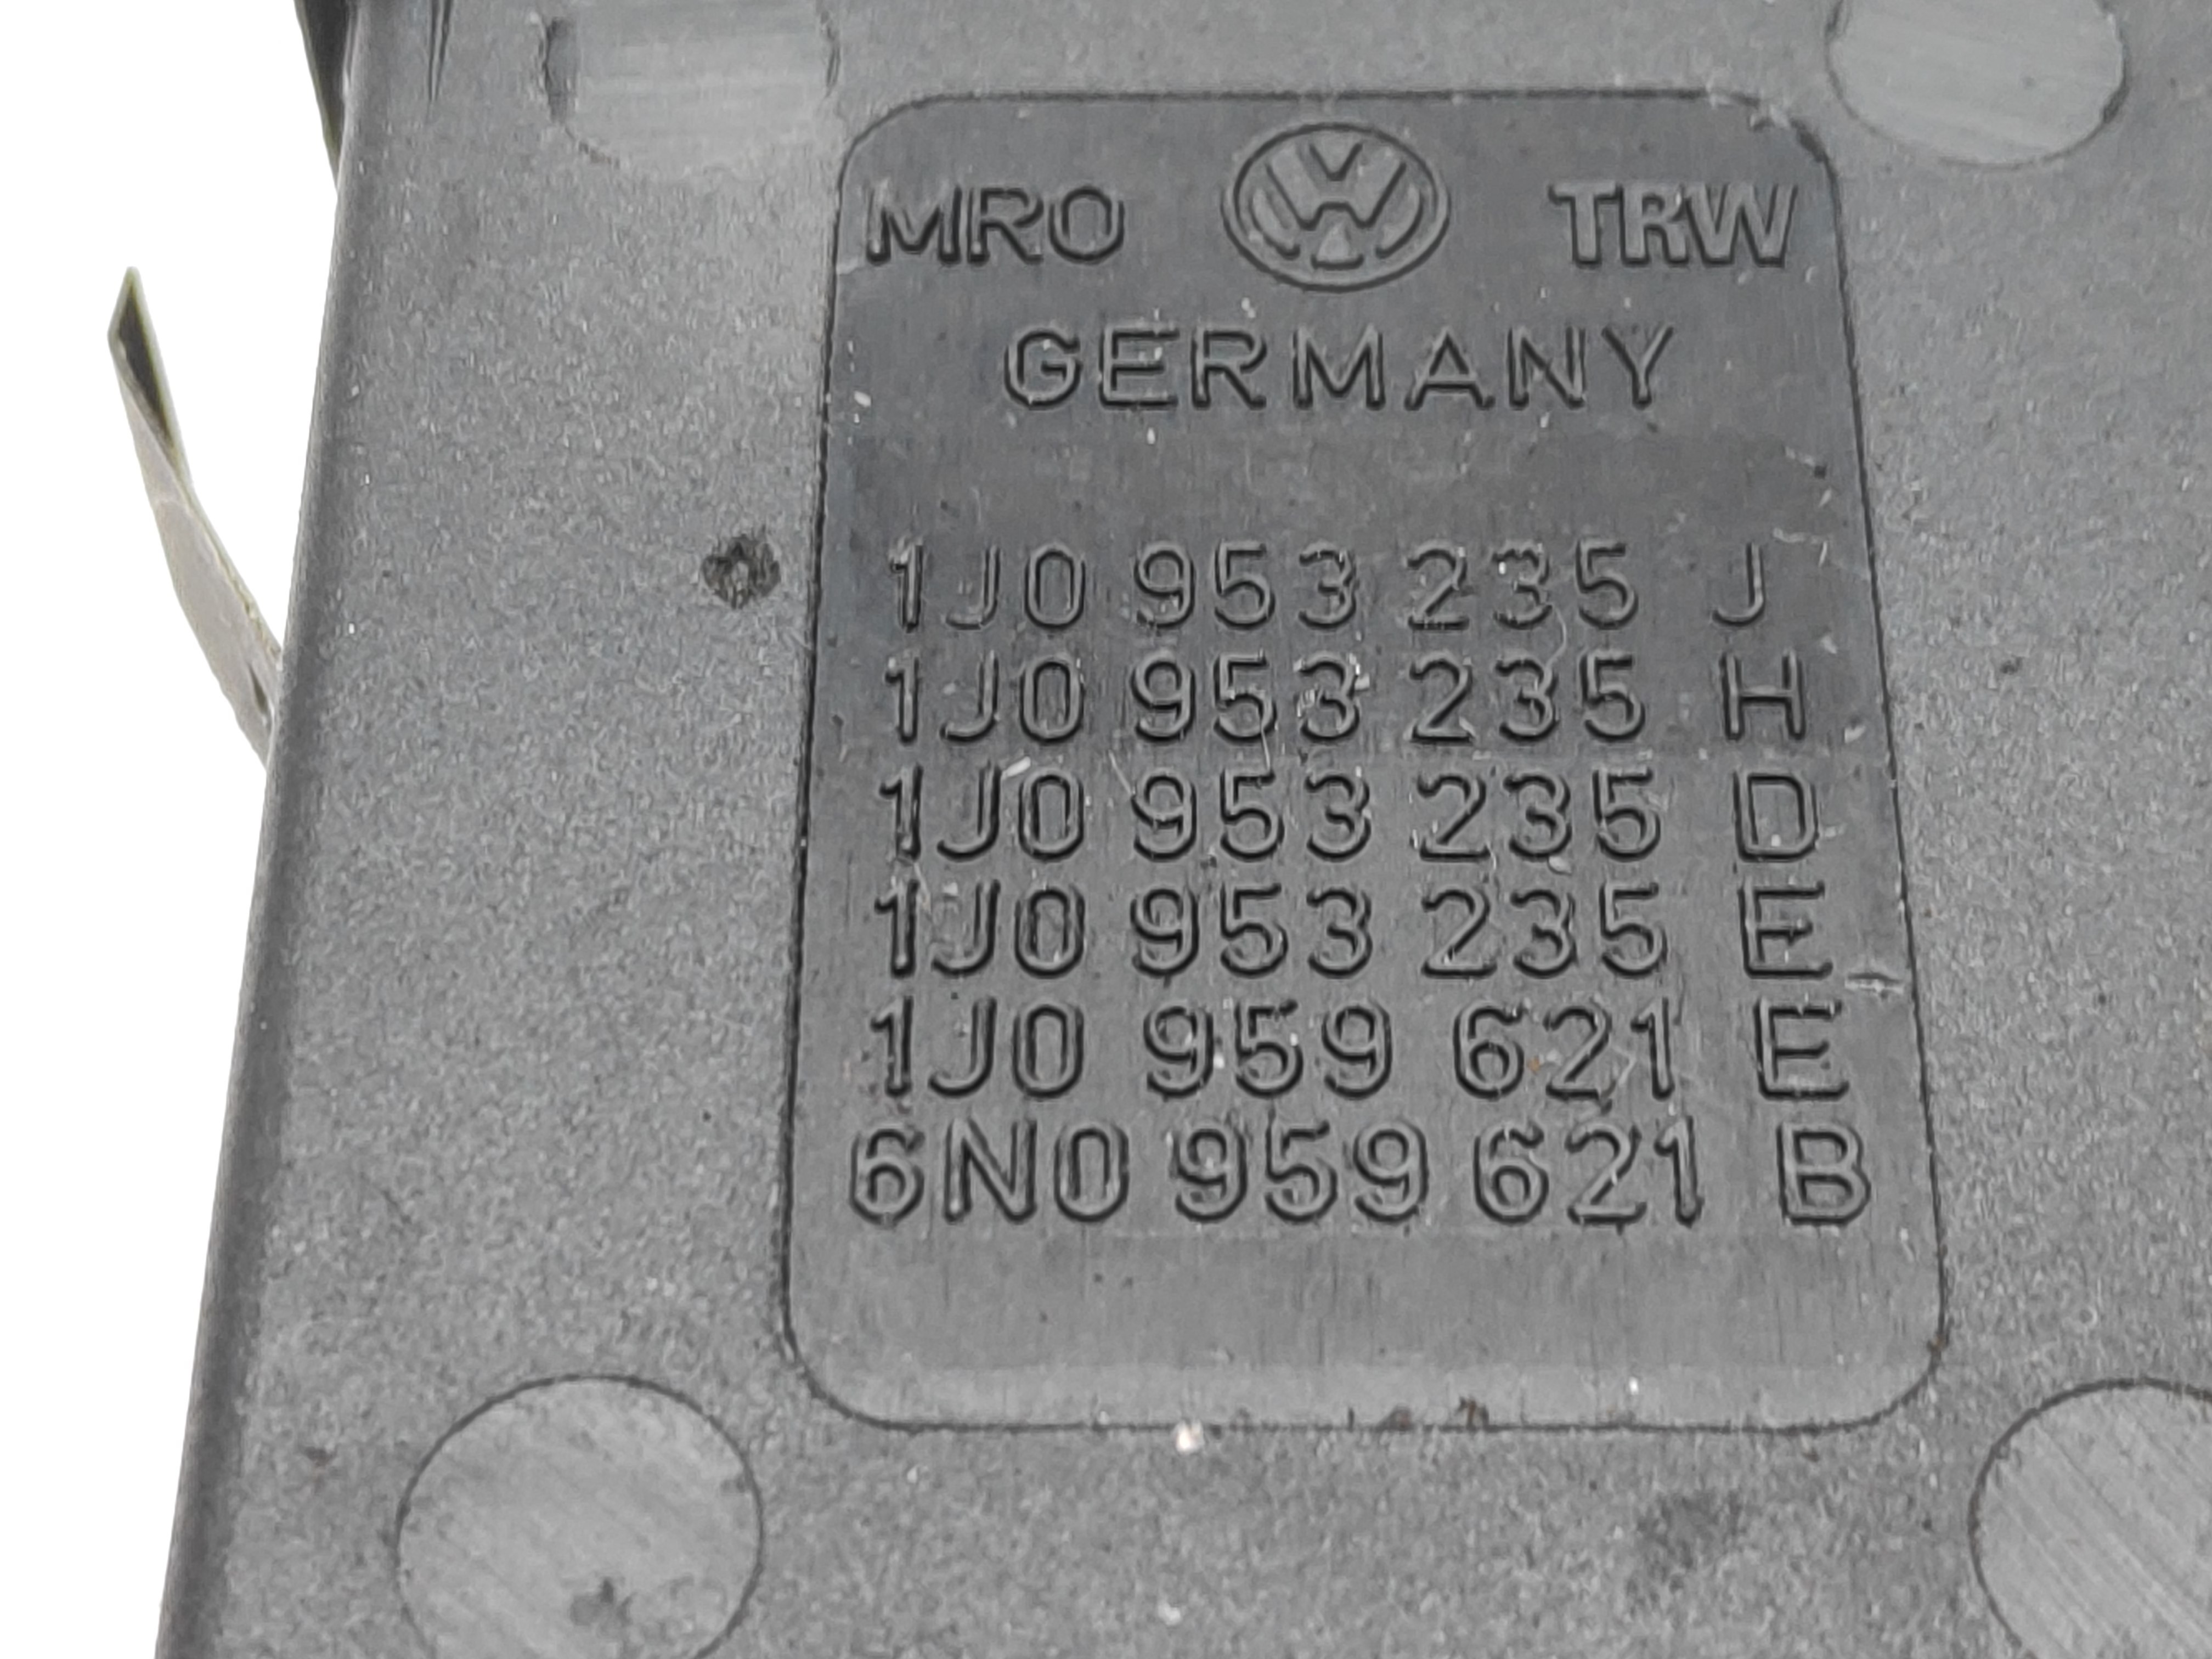 MRO VW TRW
GERMANY
1J0 953 235 J
1J0 953 235 H
1J0 953 235 D
1J0 953 235 E
1J0 959 621 E
6N0 959 621 B